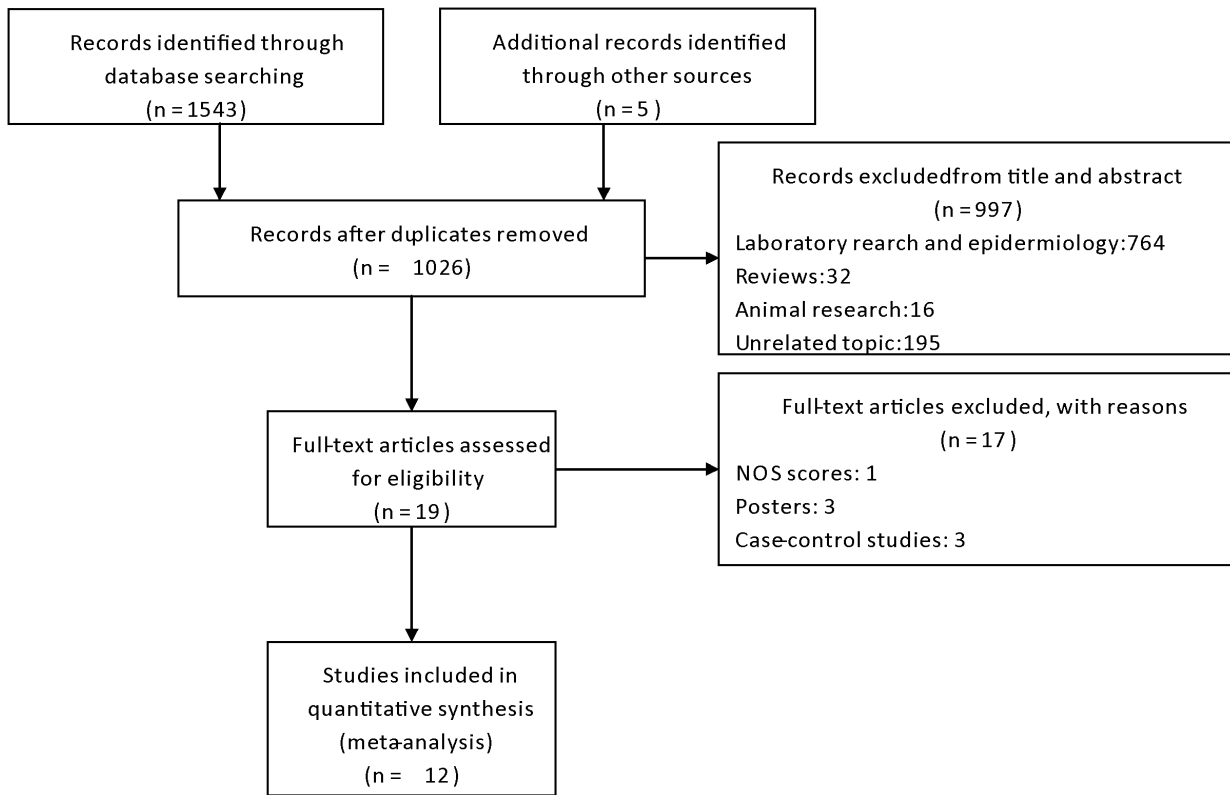 Records identified through
database searching
(n = 1543)
Additional records identified
through other sources
(n = 5 )
Records after duplicates removed
(n = 1026)
Records excludedfrom title and abstract
(n = 997)
Laboratory rearch and epidermiology:764
Reviews:32
Animal research:16
Unrelated topic:195
Full-text articles assessed
for eligibility
(n = 19 )
Full-text articles excluded, with reasons
(n = 17 )
NOS scores: 1
Posters: 3
Case-control studies: 3
Studies included in
quantitative synthesis
(meta-analysis)
(n = 12 )